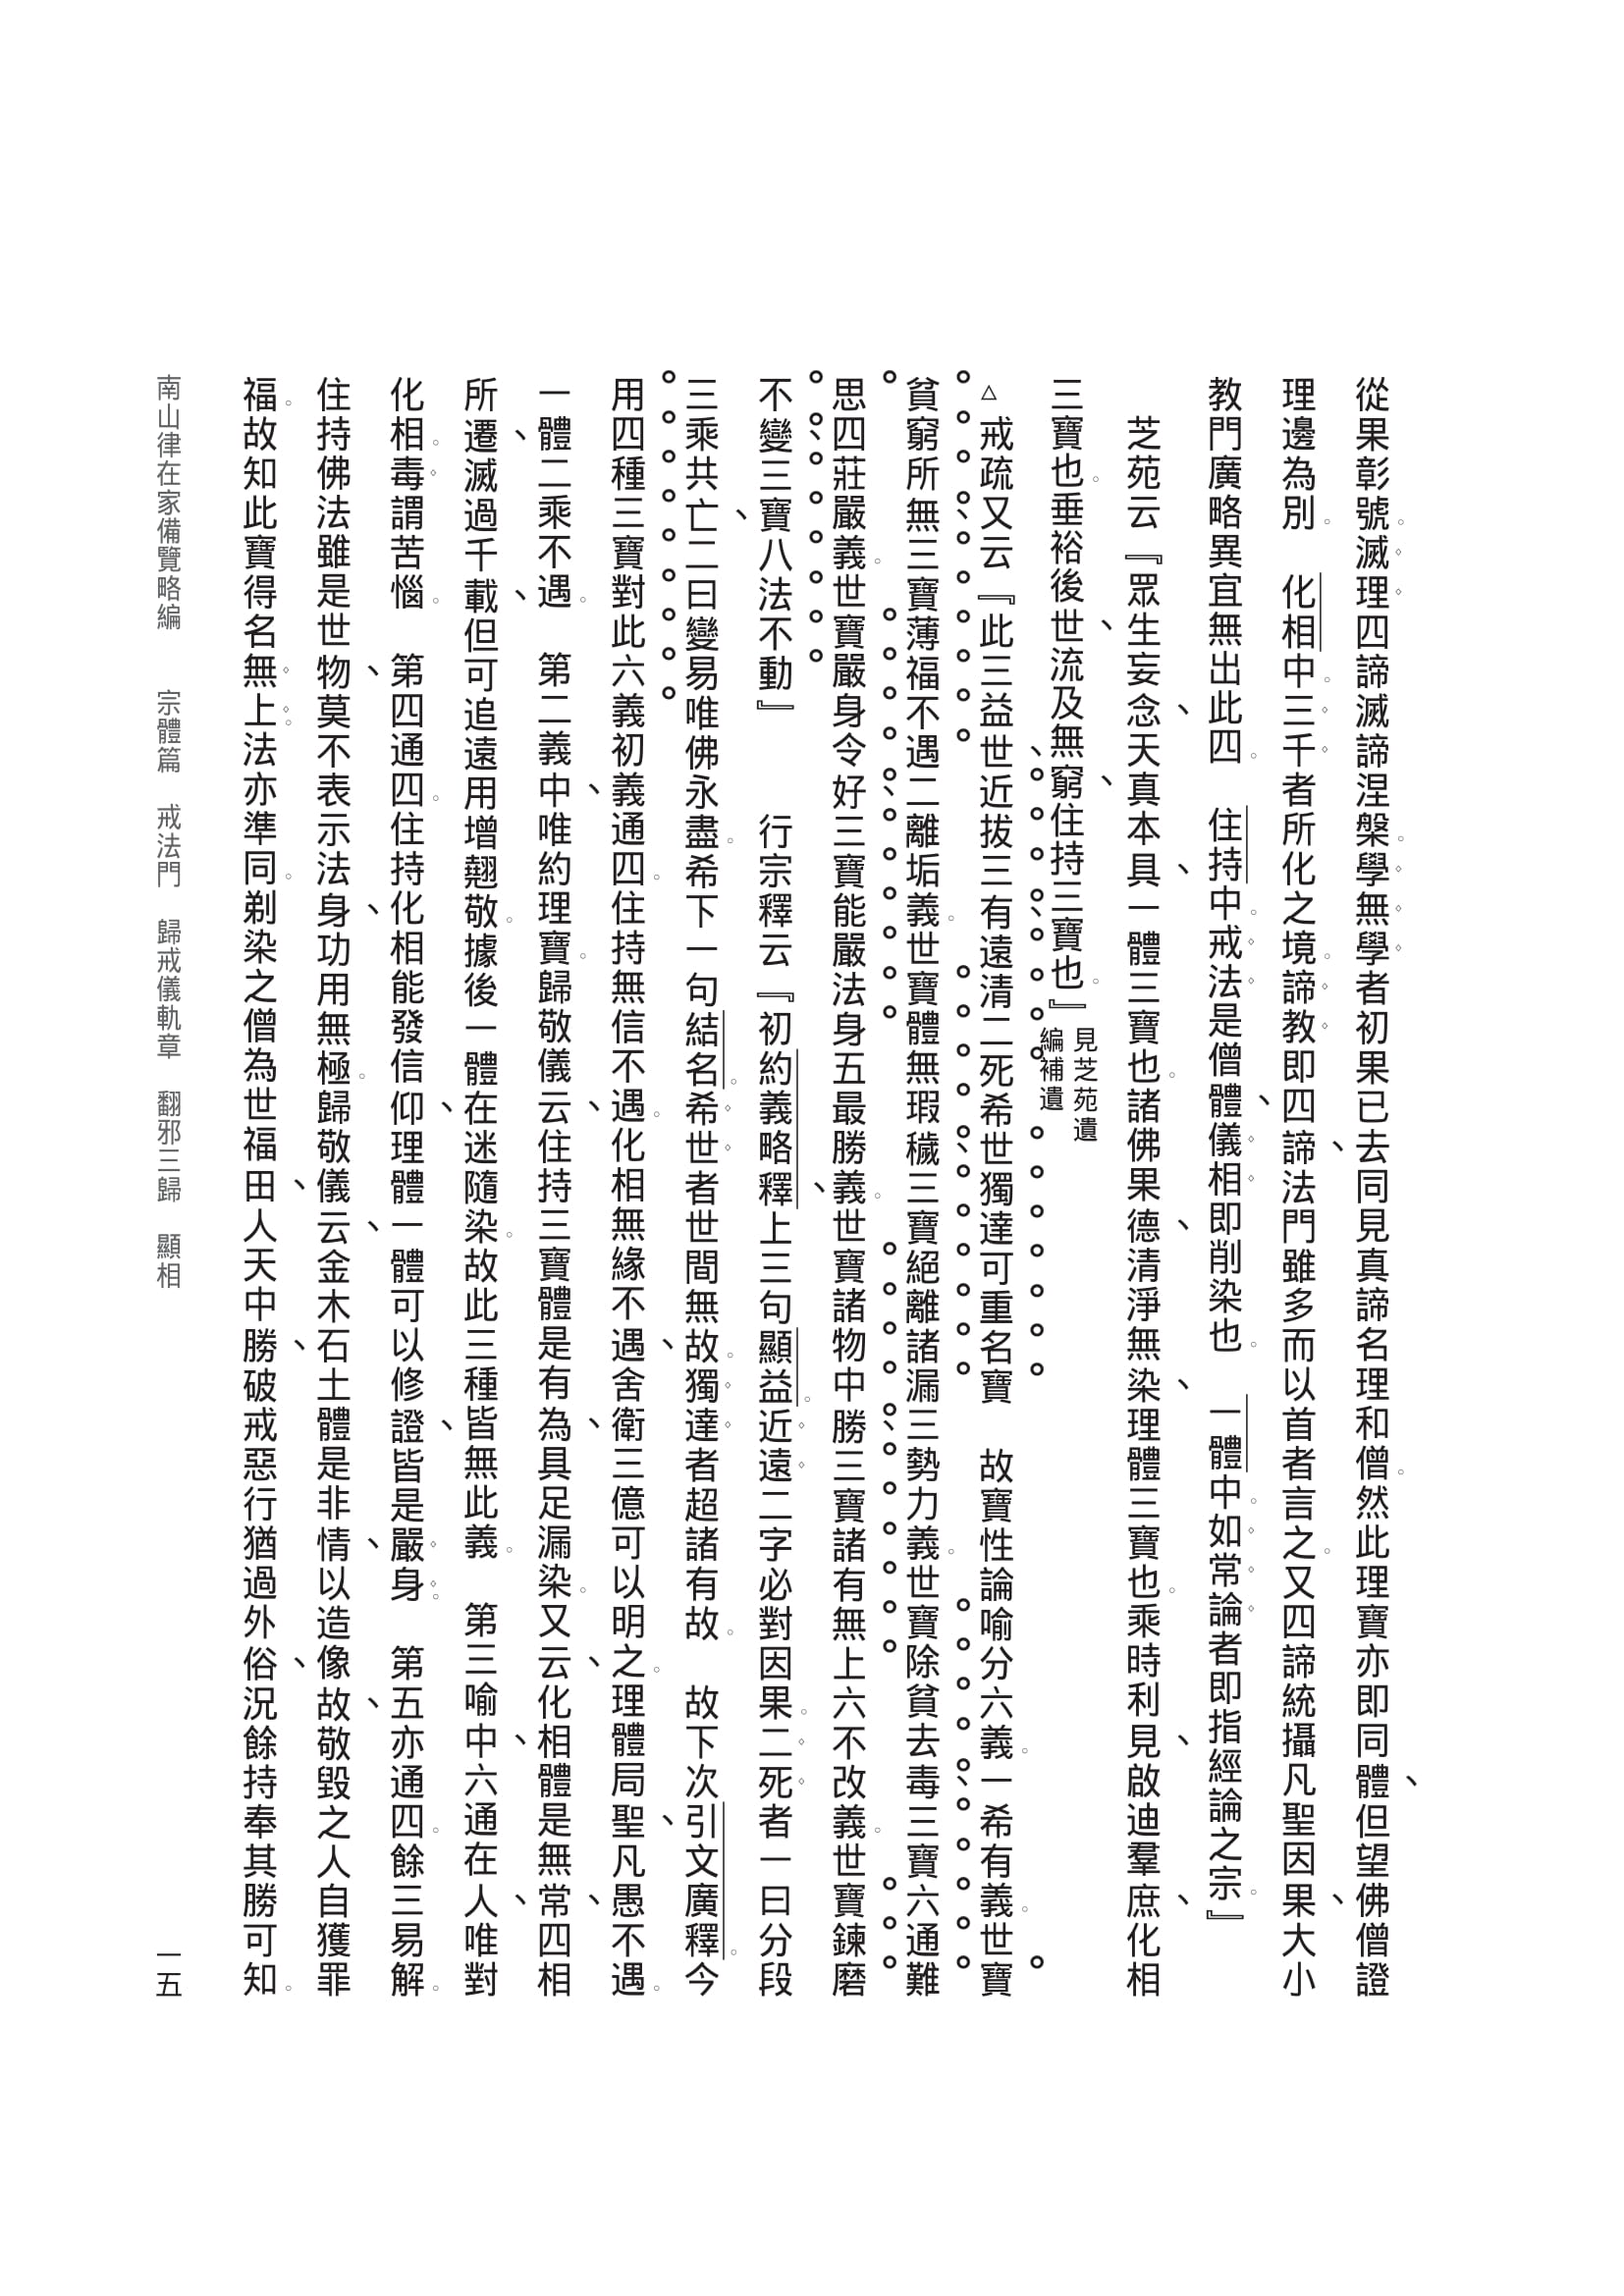 從果彰號滅理四諦滅諦涅槃學無學者初果已去同見真諦名理和僧然此理寶亦即同體但望佛僧證
理邊為別　化相中三千者所化之境諦教即四諦法門雖多而以首者言之又四諦統攝凡聖因果大小
教門廣略異宜無出此四　住持中戒法是僧體儀相即削染也　一體中如常論者即指經論之宗』
芝苑云『眾生妄念天真本具一體三寶也諸佛果德清淨無染理體三寶也乘時利見啟迪羣庶化相
三寶也垂裕後世流及無窮住持三寶也』見芝苑遺編補遺
△戒疏又云『此三益世近拔三有遠清二死希世獨達可重名寶　故寶性論喻分六義一希有義世寶
貧窮所無三寶薄福不遇二離垢義世寶體無瑕穢三寶絕離諸漏三勢力義世寶除貧去毒三寶六通難
思四莊嚴義世寶嚴身令好三寶能嚴法身五最勝義世寶諸物中勝三寶諸有無上六不改義世寶鍊磨
不變三寶八法不動』　行宗釋云『初約義略釋上三句顯益近遠二字必對因果二死者一曰分段
三乘共亡二曰變易唯佛永盡希下一句結名希世者世間無故獨達者超諸有故　故下次引文廣釋今
用四種三寶對此六義初義通四住持無信不遇化相無緣不遇舍衛三億可以明之理體局聖凡愚不遇
一體二乘不遇　第二義中唯約理寶歸敬儀云住持三寶體是有為具足漏染又云化相體是無常四相
所遷滅過千載但可追遠用增翹敬據後一體在迷隨染故此三種皆無此義　第三喻中六通在人唯對
化相毒謂苦惱　第四通四住持化相能發信仰理體一體可以修證皆是嚴身　第五亦通四餘三易解
住持佛法雖是世物莫不表示法身功用無極歸敬儀云金木石土體是非情以造像故敬毀之人自獲罪
福故知此寶得名無上法亦準同剃染之僧為世福田人天中勝破戒惡行猶過外俗況餘持奉其勝可知
南山律在家備覽略編　宗體篇　戒法門　歸戒儀軌章　翻邪三歸　顯相
一五